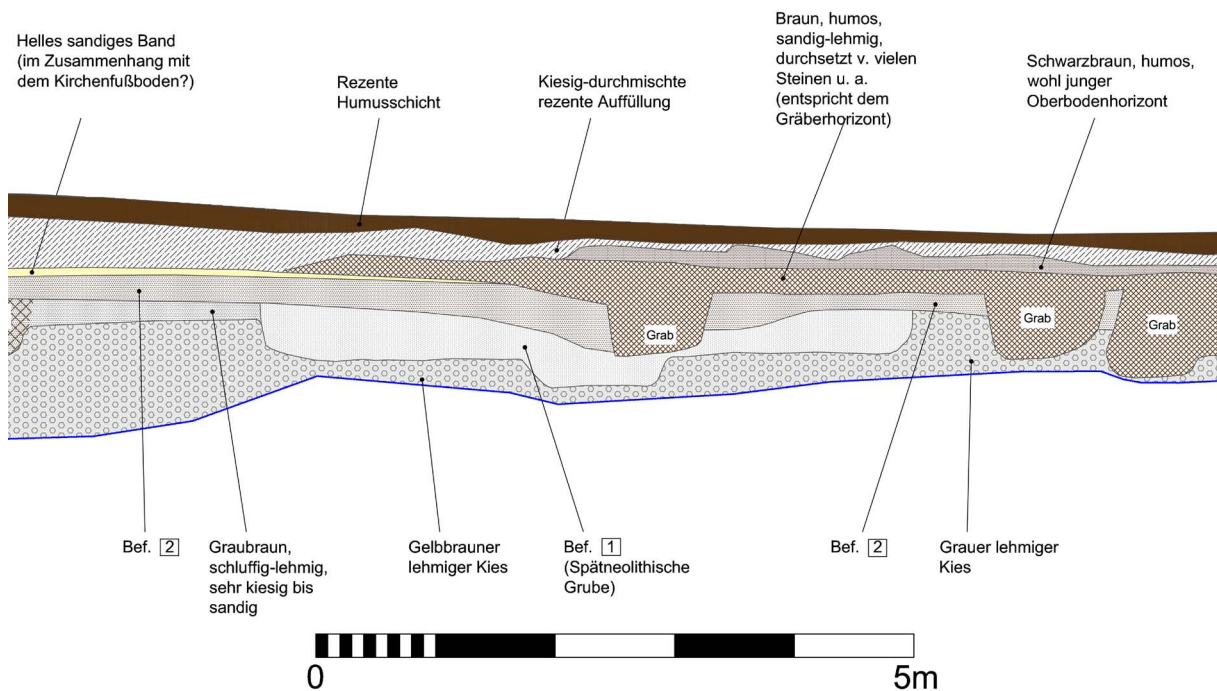 Helles sandiges Band
(im Zusammenhang mit
dem Kirchenfußboden?)
Rezente
Humusschicht
Kiesig-durchmischte
rezente Auffüllung
Braun, humos,
sandig-lehmig,
durchsetzt v. vielen
Steinen u. a.
(entspricht dem
Gräberhorizont)
Schwarzbraun, humos,
wohl junger
Oberbodenhorizont
Grab
Grab
Grab
Bef. 2
Graubraun,
schluffig-lehmig,
sehr kiesig bis
sandig
Gelbbrauner
lehmiger Kies
Bef. 1
(Spätneolithische
Grube)
Bef. 2
Grauer lehmiger
Kies
0
5m